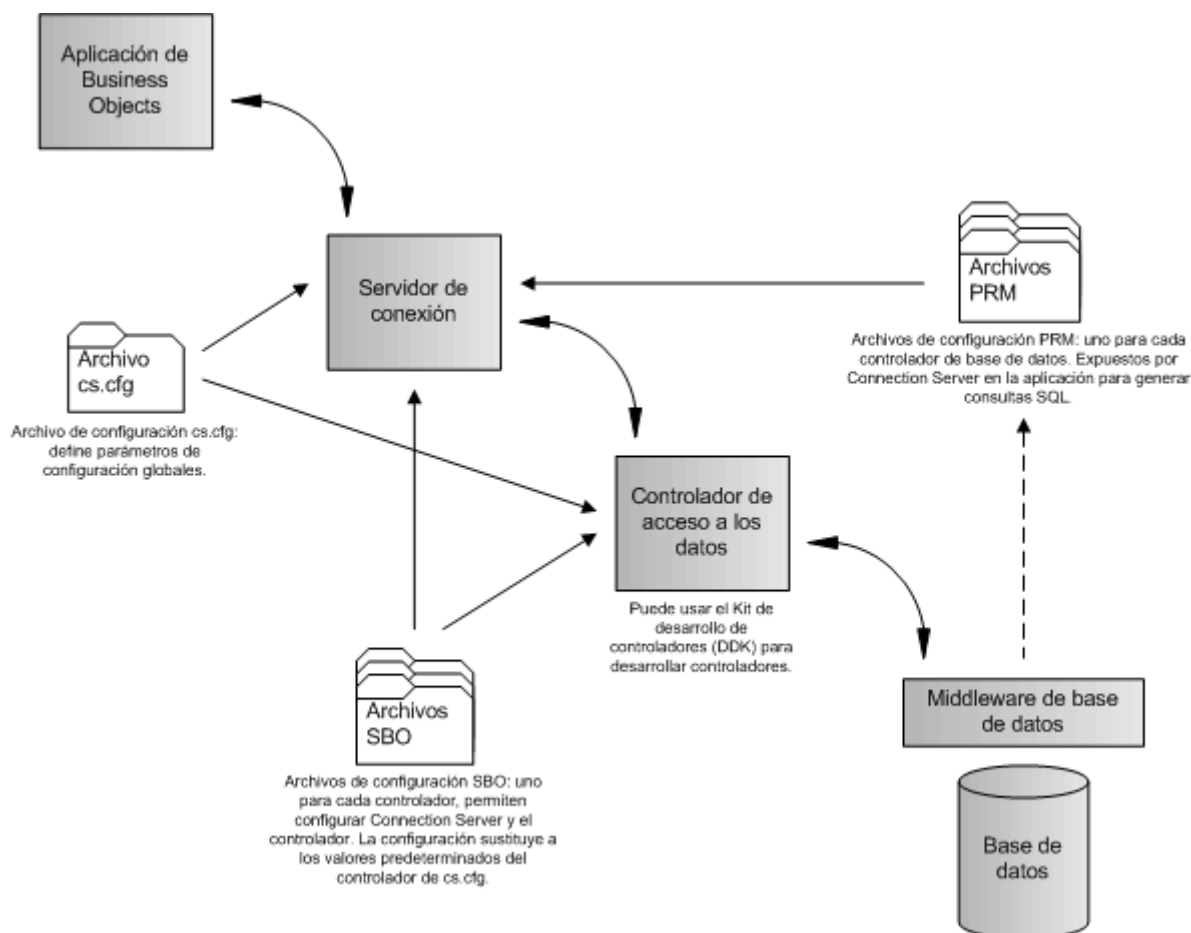 Aplicación de
Business
Objects
Servidor de
conexión
Archivos
PRM
Archivos de configuración PRM: uno para cada
controlador de base de datos. Expuestos por
Connection Server en la aplicación para generar
consultas SQL.
Archivo
cs.cfg
Archivo de configuración cs.cfg:
define parámetros de
configuración globales.
Controlador de
acceso a los
datos
Puede usar el Kit de
desarrollo de
controladores (DDK) para
desarrollar controladores.
Archivos
SBO
Archivos de configuración SBO: uno
para cada controlador, permiten
configurar Connection Server y el
controlador. La configuración sustituye a
los valores predeterminados del
controlador de cs.cfg.
Middleware de base
de datos
Base de
datos